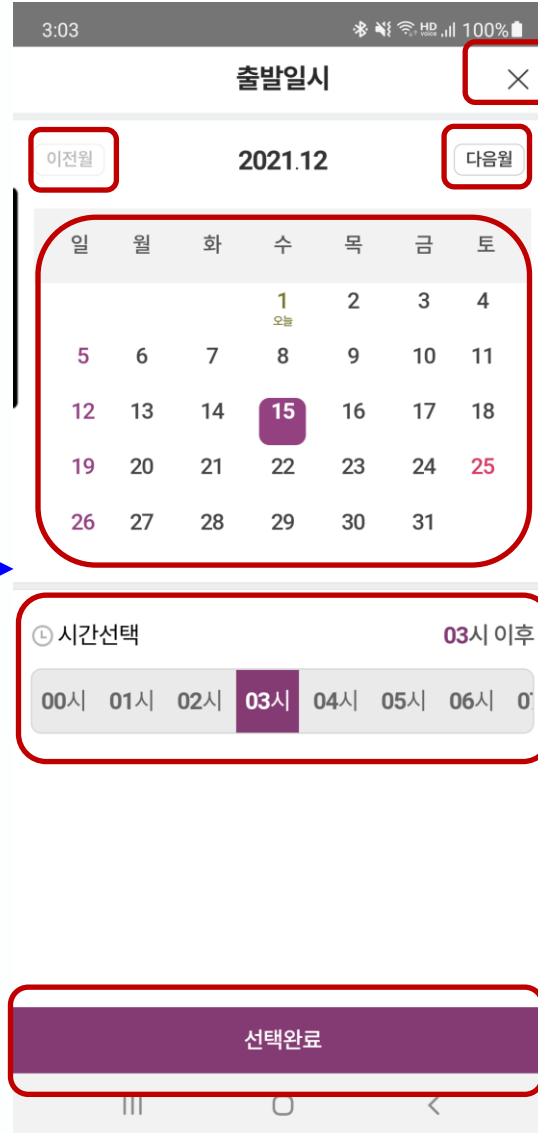 3:03 HD Voice 100%
출발일시
이전월 2021.12 다음월
일 월 화 수 목 금 토
1 2 3 4
오늘
5 6 7 8 9 10 11
12 13 14 15 16 17 18
19 20 21 22 23 24 25
26 27 28 29 30 31
시간선택 03시 이후
00시 01시 02시 03시 04시 05시 06시 0
선택완료